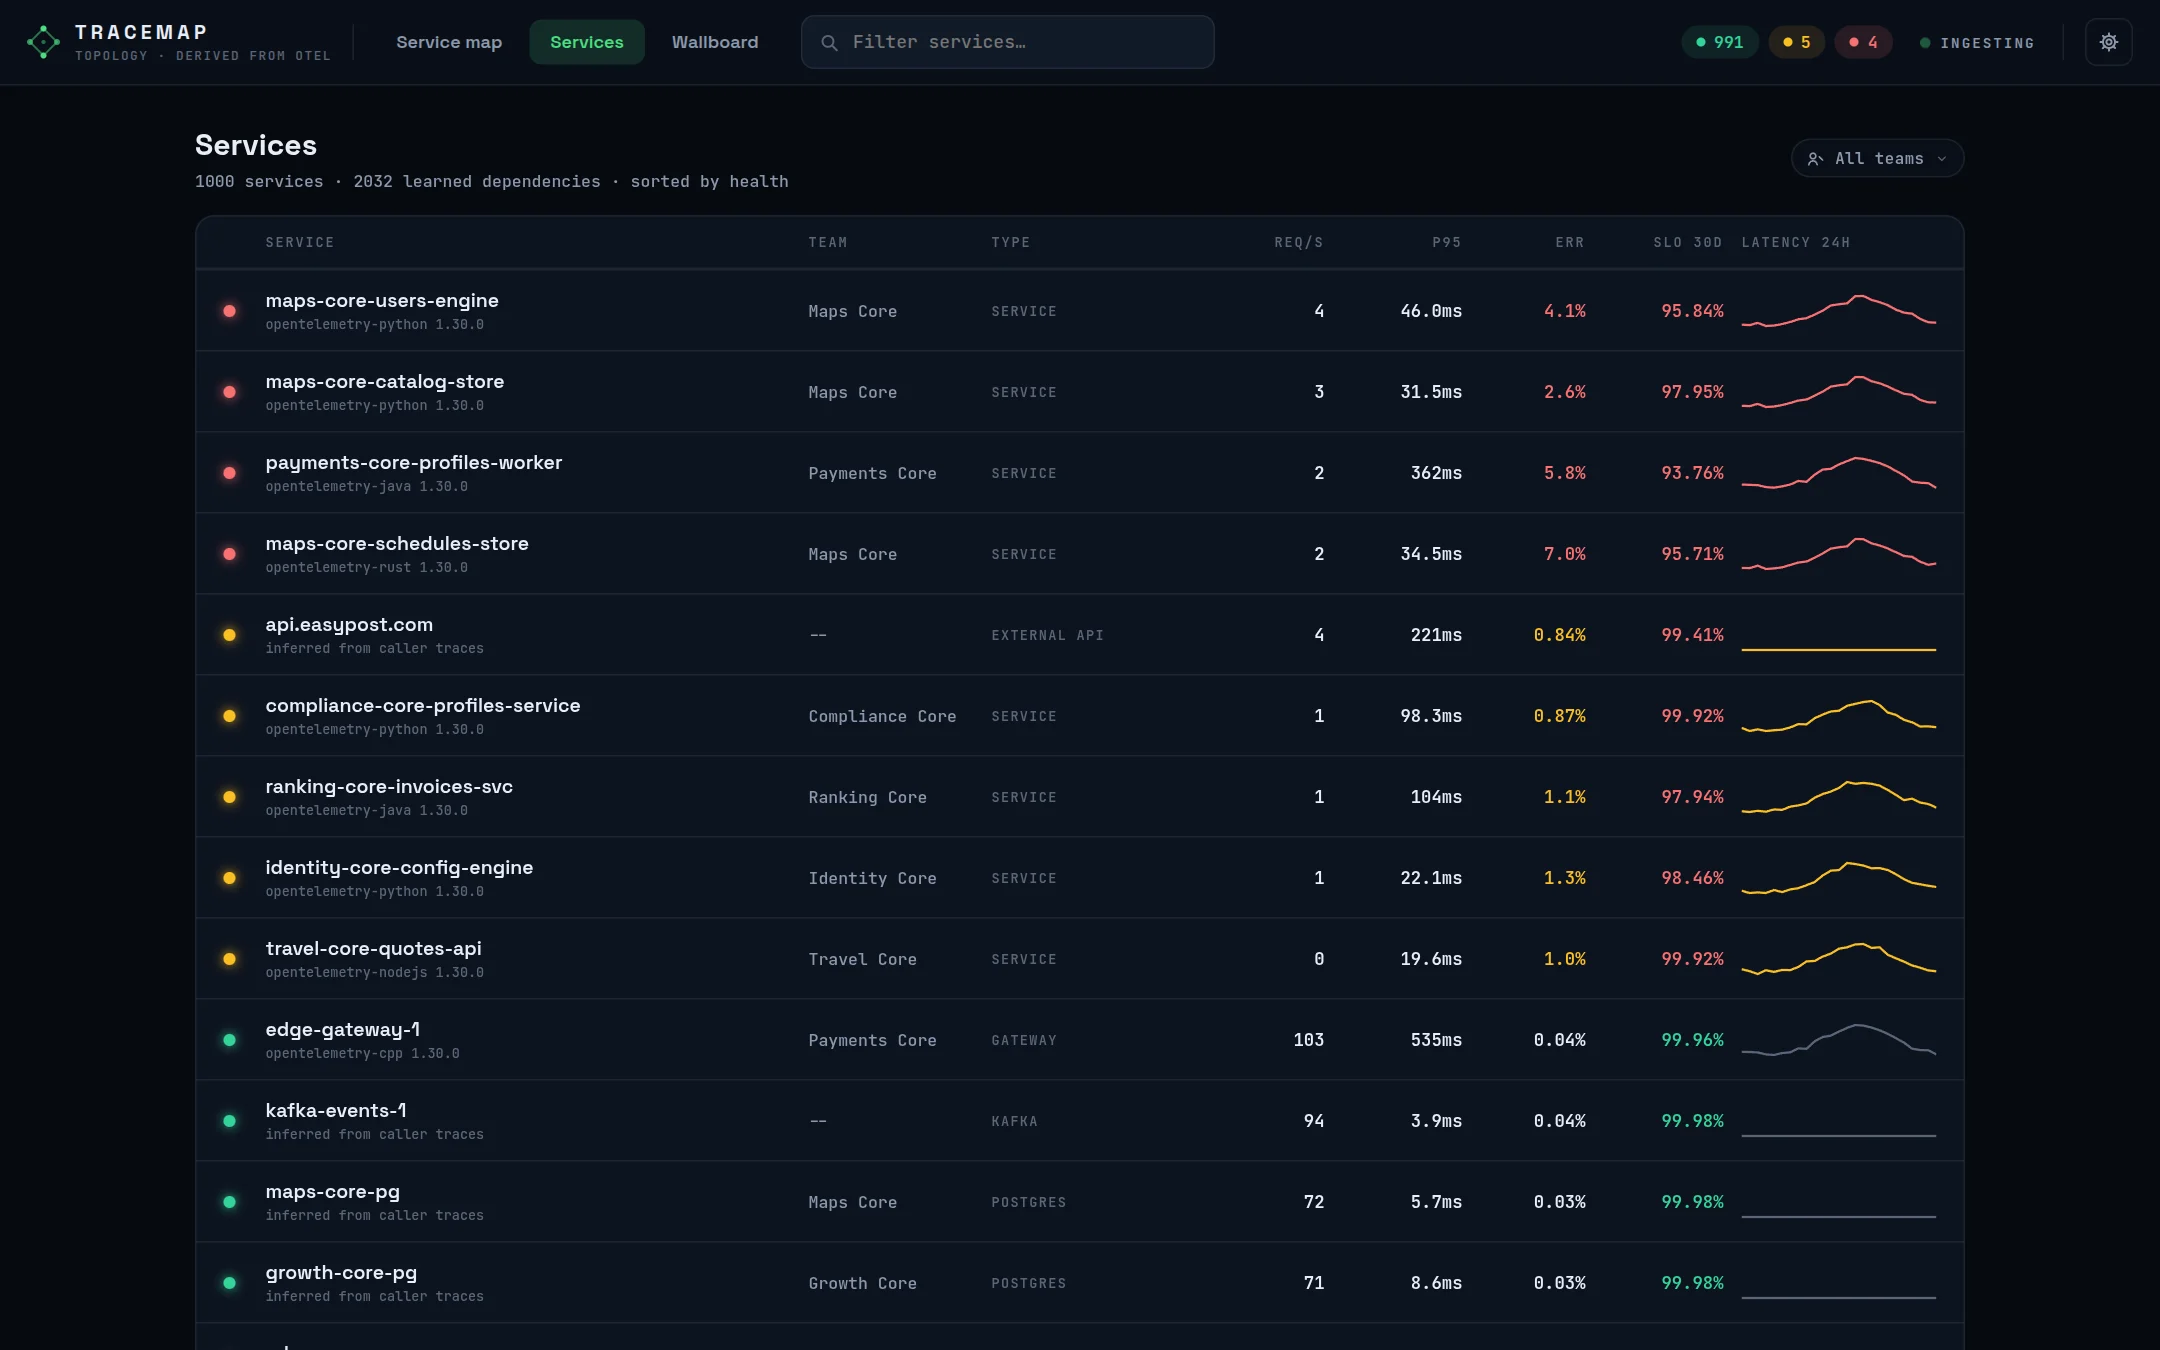 TRACEMAP
TOPOLOGY · DERIVED FROM OTEL
Service map
Services
Wallboard
Filter services…
991
5
4
INGESTING
Services
1000 services · 2032 learned dependencies · sorted by health
All teams
SERVICE TEAM TYPE REQ/S P95 ERR SLO 30D LATENCY 24H
maps-core-users-engine
opentelemetry-python 1.30.0
Maps Core SERVICE 4 46.0ms 4.1% 95.84%
maps-core-catalog-store
opentelemetry-python 1.30.0
Maps Core SERVICE 3 31.5ms 2.6% 97.95%
payments-core-profiles-worker
opentelemetry-java 1.30.0
Payments Core SERVICE 2 362ms 5.8% 93.76%
maps-core-schedules-store
opentelemetry-rust 1.30.0
Maps Core SERVICE 2 34.5ms 7.0% 95.71%
api.easypost.com
inferred from caller traces
-- EXTERNAL API 4 221ms 0.84% 99.41%
compliance-core-profiles-service
opentelemetry-python 1.30.0
Compliance Core SERVICE 1 98.3ms 0.87% 99.92%
ranking-core-invoices-svc
opentelemetry-java 1.30.0
Ranking Core SERVICE 1 104ms 1.1% 97.94%
identity-core-config-engine
opentelemetry-python 1.30.0
Identity Core SERVICE 1 22.1ms 1.3% 98.46%
travel-core-quotes-api
opentelemetry-nodejs 1.30.0
Travel Core SERVICE 0 19.6ms 1.0% 99.92%
edge-gateway-1
opentelemetry-cpp 1.30.0
Payments Core GATEWAY 103 535ms 0.04% 99.96%
kafka-events-1
inferred from caller traces
-- KAFKA 94 3.9ms 0.04% 99.98%
maps-core-pg
inferred from caller traces
Maps Core POSTGRES 72 5.7ms 0.03% 99.98%
growth-core-pg
inferred from caller traces
Growth Core POSTGRES 71 8.6ms 0.03% 99.98%